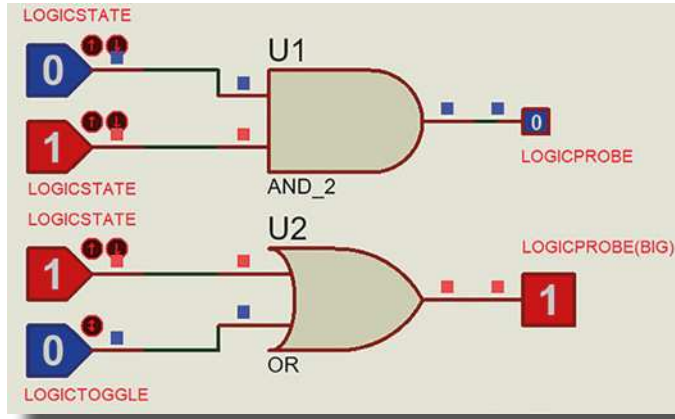 LOGICSTATE
0
U1
1
0
LOGICPROBE
AND_2
LOGICSTATE
LOGICSTATE
U2
1
LOGICPROBE(BIG)
1
0
OR
LOGICTOGGLE